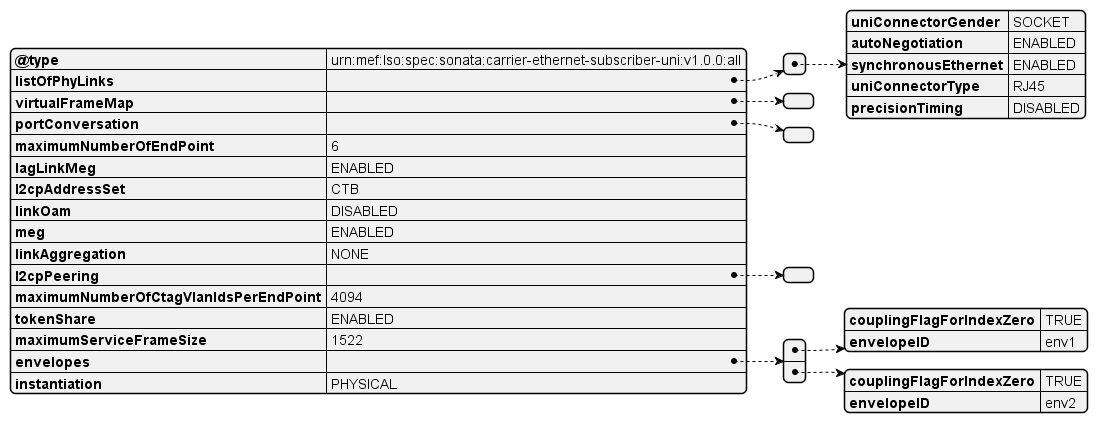 @type urn:mef:lso:spec:sonata:carrier-ethernet-subscriber-uni:v1.0.0:all
listOfPhyLinks
uniConnectorGender SOCKET
autoNegotiation ENABLED
synchronousEthernet ENABLED
uniConnectorType RJ45
precisionTiming DISABLED
virtualFrameMap
portConversation
maximumNumberOfEndPoint 6
lagLinkMeg ENABLED
l2cpAddressSet CTB
linkOam DISABLED
meg ENABLED
linkAggregation NONE
l2cpPeering
maximumNumberOfCtagVlanIdsPerEndPoint 4094
tokenShare ENABLED
maximumServiceFrameSize 1522
envelopes
couplingFlagForIndexZero TRUE
envelopeID env1
couplingFlagForIndexZero TRUE
envelopeID env2
instantiation PHYSICAL